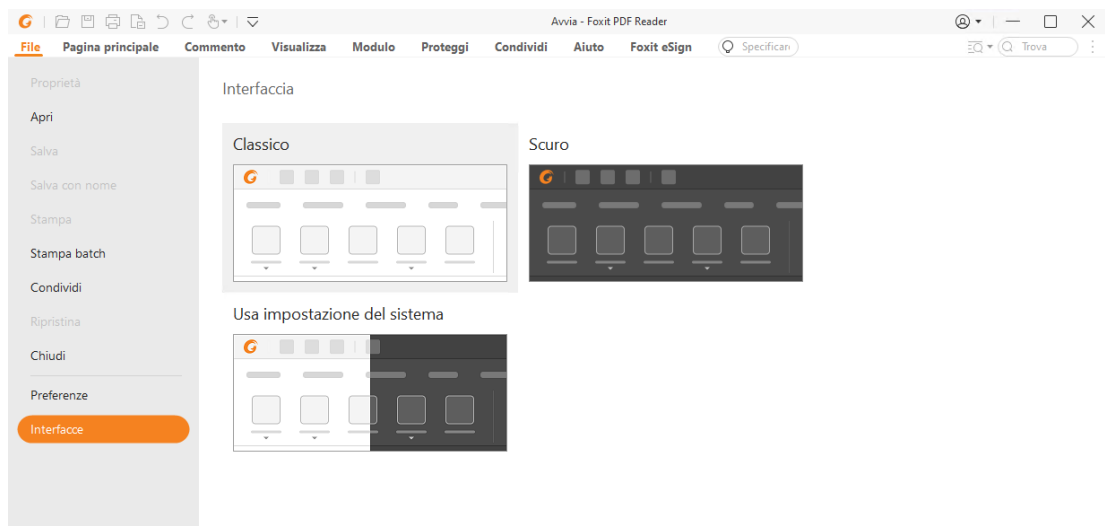 Avvia - Foxit PDF Reader
File Pagina principale Commento Visualizza Modulo Proteggi Condividi Aiuto Foxit eSign Specificare Trova
Proprietà
Apri
Salva
Salva con nome
Stampa
Stampa batch
Condividi
Ripristina
Chiudi
Preferenze
Interfacce
Interfaccia
Classico
Scuro
Usa impostazione del sistema